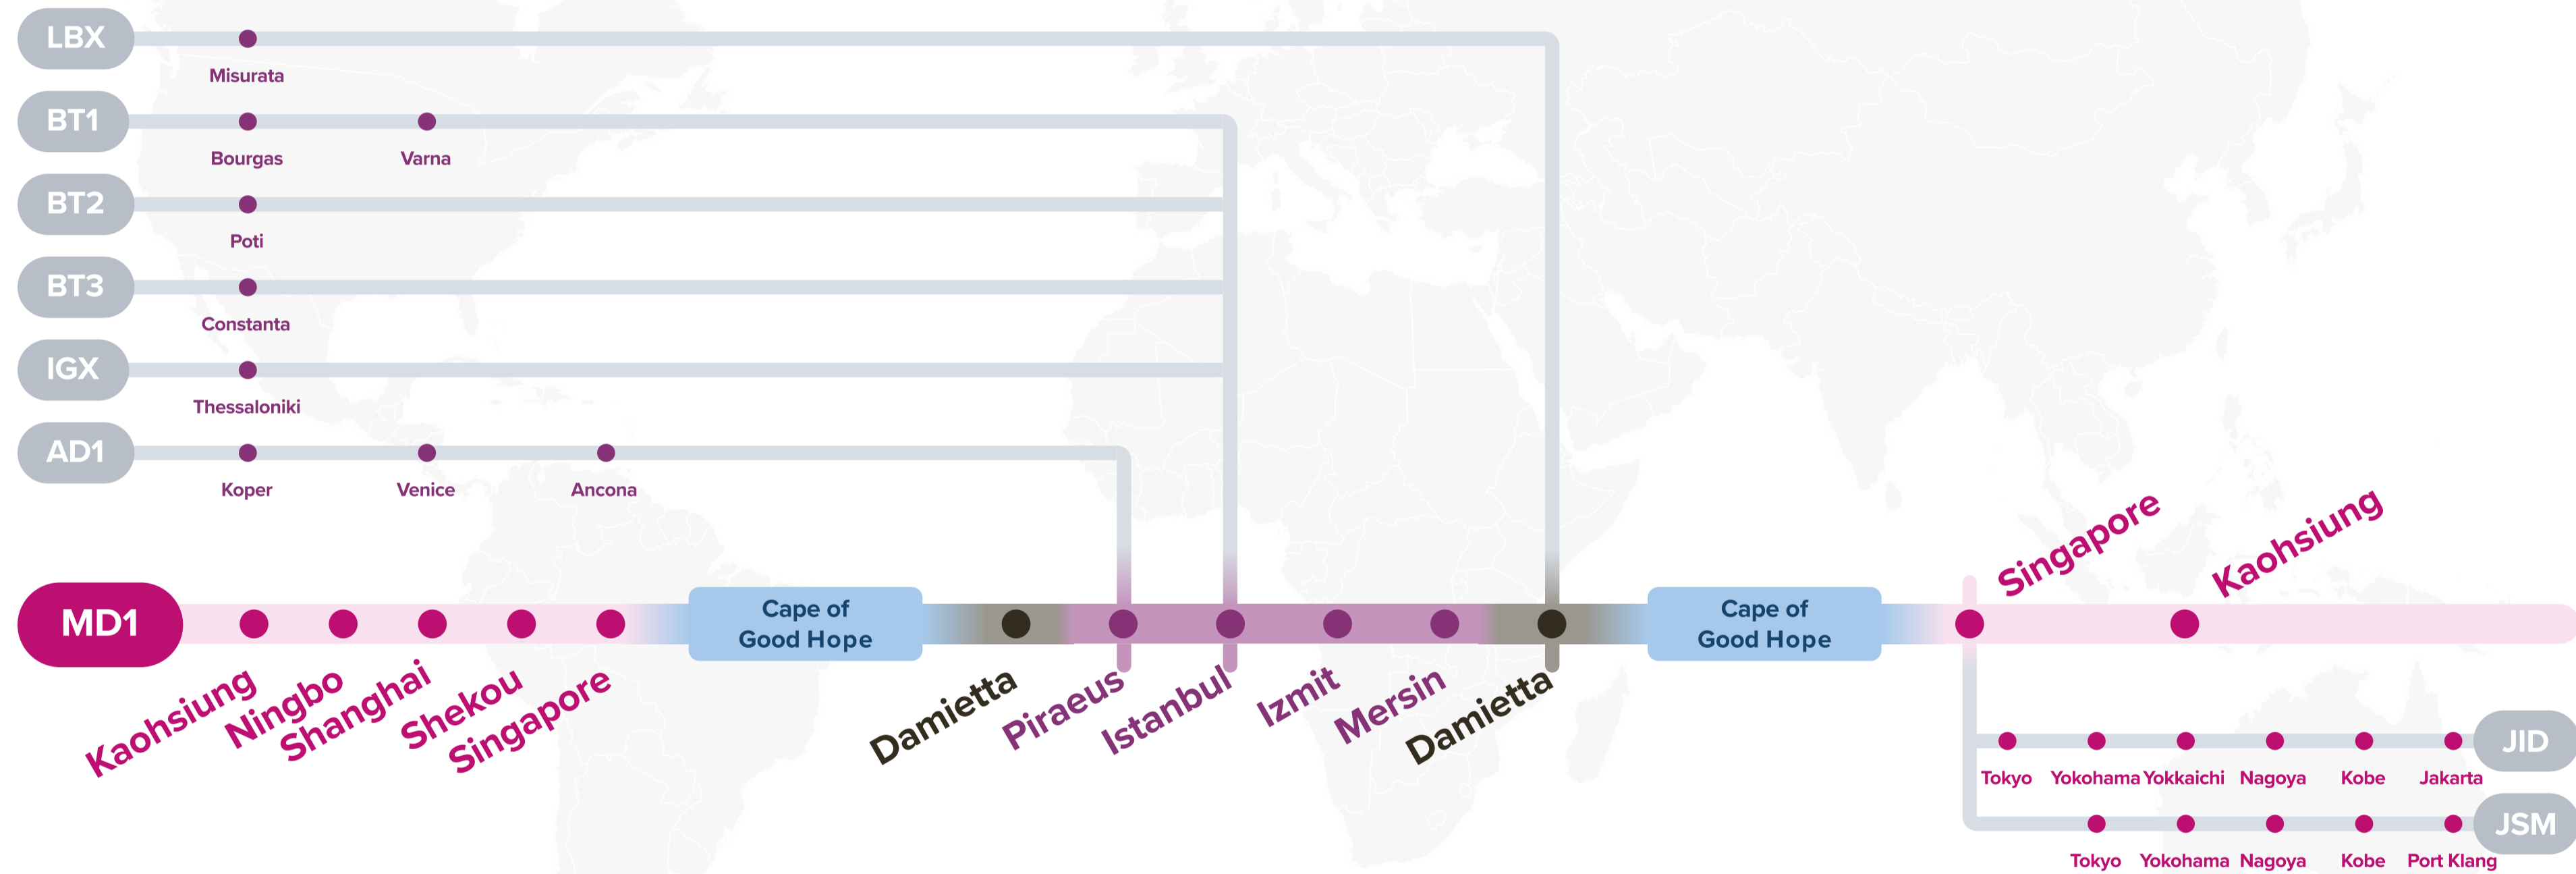 LBX
Misurata
BT1
Bourgas Varna
BT2
Poti
BT3
Constanta
IGX
Thessaloniki
AD1
Koper Venice Ancona
MD1
Kaohsiung
Ningbo
Shanghai
Shekou
Singapore
Cape of
Good Hope
Damietta
Piraeus
Istanbul
Izmit
Mersin
Damietta
Cape of
Good Hope
Singapore
Kaohsiung
JID
Tokyo Yokohama Yokkaichi Nagoya Kobe Jakarta
JSM
Tokyo Yokohama Nagoya Kobe Port Klang